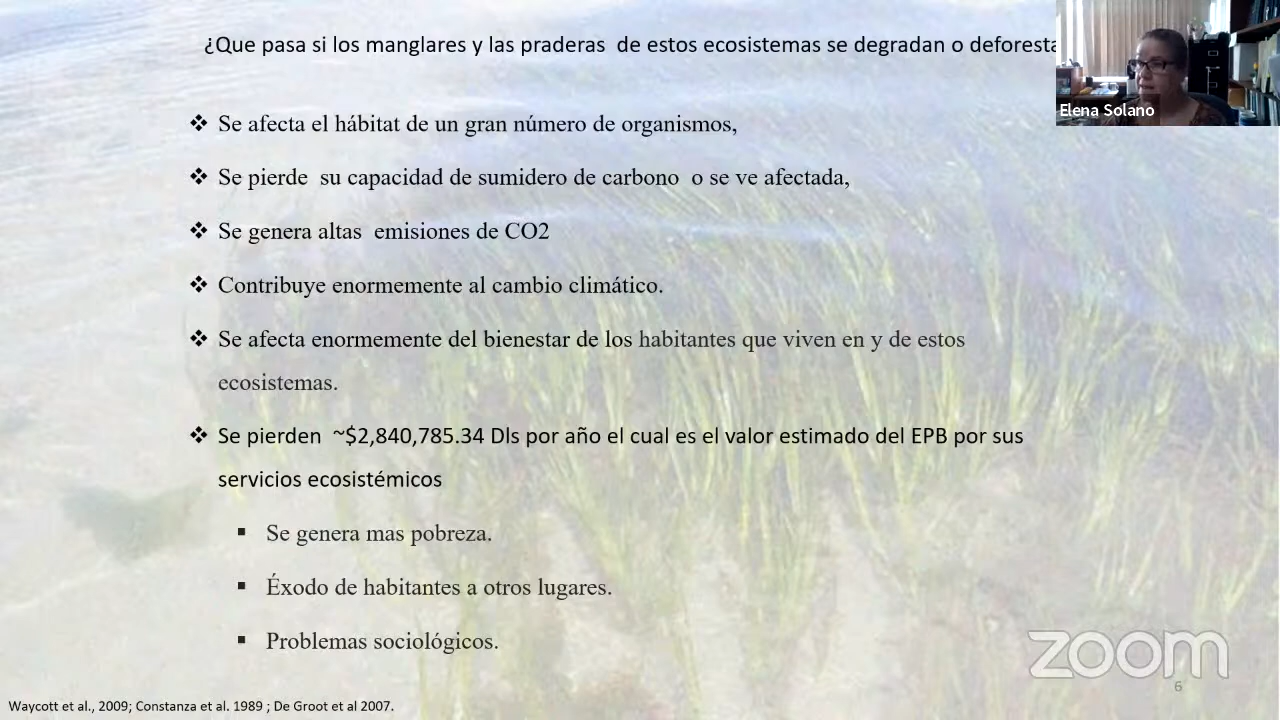 ¿Que pasa si los manglares y las praderas de estos ecosistemas se degradan o
Elena Solano
❖ Se afecta el hábitat de un gran número de organismos,
❖ Se pierde su capacidad de sumidero de carbono o se ve afectada,
❖ Se genera altas emisiones de CO2
❖ Contribuye enormemente al cambio climático.
❖ Se afecta enormemente del bienestar de los habitantes que viven en y de estos
ecosistemas.
❖ Se pierden ~$2,840,785.34 Dls por año el cual es el valor estimado del EPB por sus
servicios ecosistémicos
▪ Se genera mas pobreza.
▪ Éxodo de habitantes a otros lugares.
▪ Problemas sociológicos.
zoom
6
Waycott et al., 2009; Constanza et al. 1989 ; De Groot et al 2007.